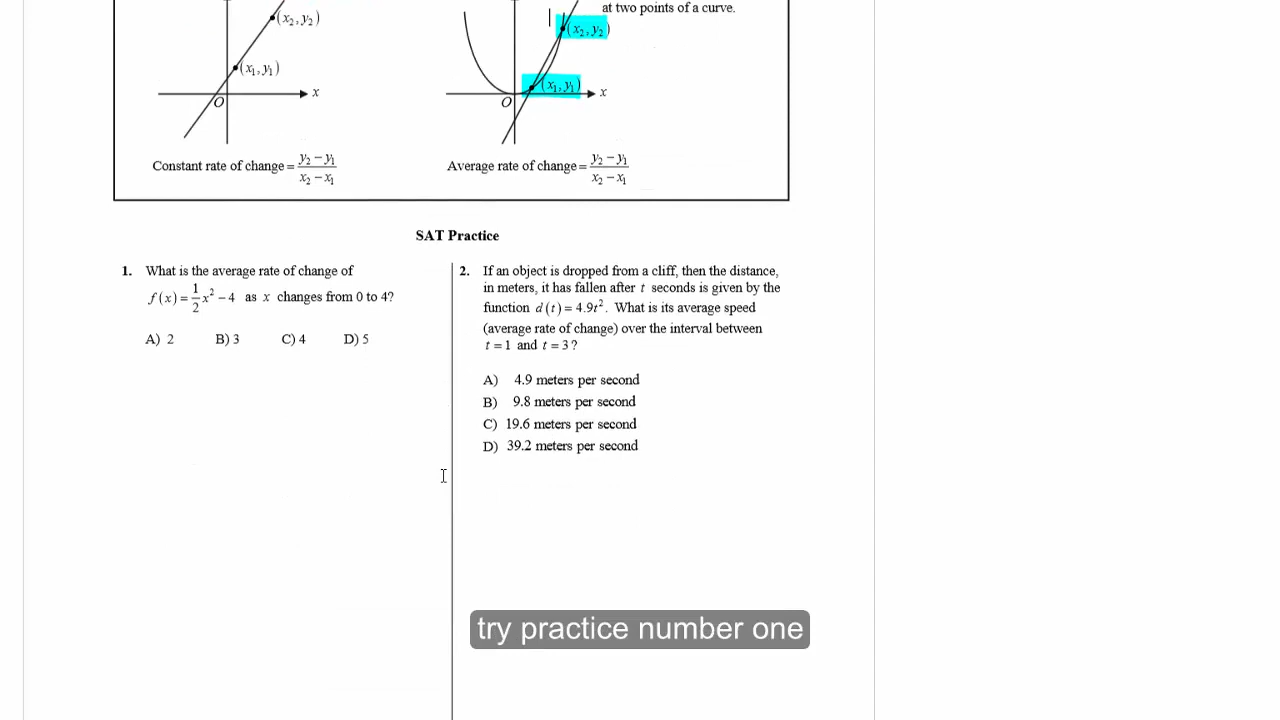 at two points of a curve.
(x₂, y₂)
(x₂, y₂)
(x₁, y₁)
(x₁, y₁)
O
x
O
x
Constant rate of change = (y₂ − y₁)/(x₂ − x₁)
Average rate of change = (y₂ − y₁)/(x₂ − x₁)
SAT Practice
1. What is the average rate of change of
f(x) = 1/2 x² − 4 as x changes from 0 to 4?
A) 2 B) 3 C) 4 D) 5
2. If an object is dropped from a cliff, then the distance,
in meters, it has fallen after t seconds is given by the
function d(t) = 4.9t². What is its average speed
(average rate of change) over the interval between
t = 1 and t = 3?
A) 4.9 meters per second
B) 9.8 meters per second
C) 19.6 meters per second
D) 39.2 meters per second
try practice number one